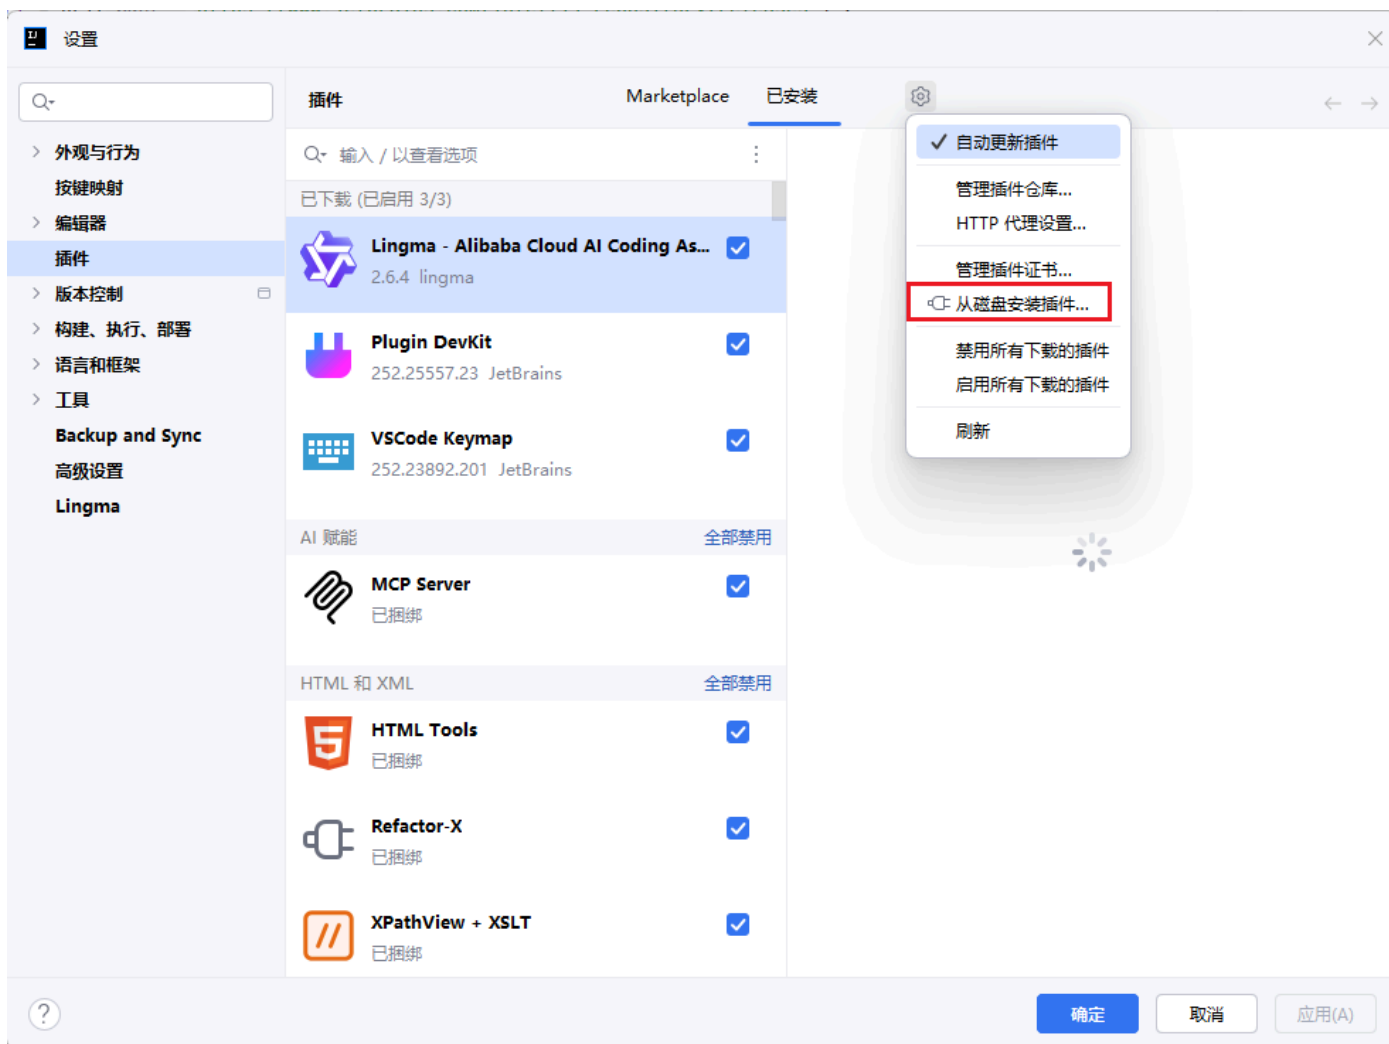 设置
插件
Marketplace
已安装
外观与行为
按键映射
编辑器
插件
版本控制
构建、执行、部署
语言和框架
工具
Backup and Sync
高级设置
Lingma
输入 / 以查看选项
已下载 (已启用 3/3)
Lingma - Alibaba Cloud AI Coding As...
2.6.4 lingma
Plugin DevKit
252.25557.23 JetBrains
VSCode Keymap
252.23892.201 JetBrains
AI 赋能 全部禁用
MCP Server
已捆绑
HTML 和 XML 全部禁用
HTML Tools
已捆绑
Refactor-X
已捆绑
XPathView + XSLT
已捆绑
自动更新插件
管理插件仓库...
HTTP 代理设置...
管理插件证书...
从磁盘安装插件...
禁用所有下载的插件
启用所有下载的插件
刷新
?
确定
取消
应用(A)